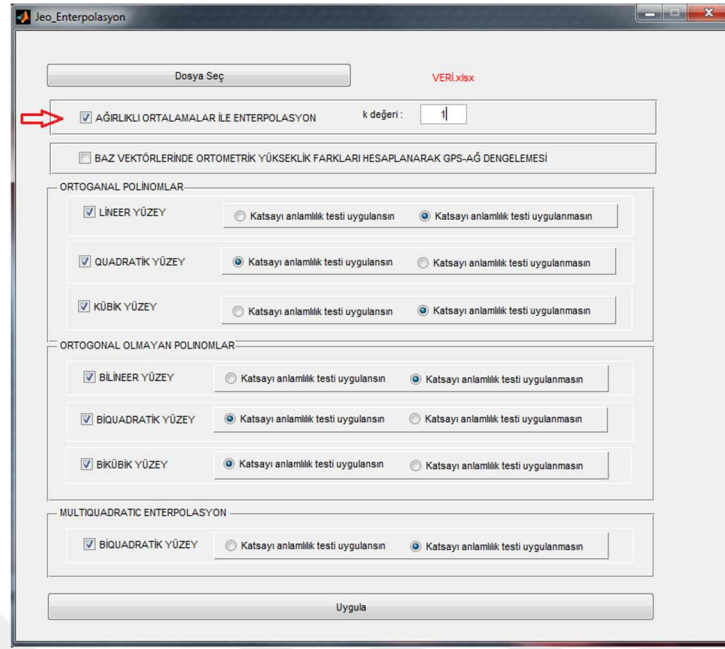 Jeo_Enterpolasyon
Dosya Seç VERİ.xlsx
AĞIRLIKLI ORTALAMALAR İLE ENTERPOLASYON k değeri : 1
BAZ VEKTÖRLERİNDE ORTOMETRİK YÜKSEKLİK FARKLARI HESAPLANARAK GPS-AĞ DENGELEMESİ
ORTOGANAL POLİNOMLAR
LİNEER YÜZEY Katsayı anlamlılık testi uygulansın Katsayı anlamlılık testi uygulanmasın
QUADRATİK YÜZEY Katsayı anlamlılık testi uygulansın Katsayı anlamlılık testi uygulanmasın
KÜBİK YÜZEY Katsayı anlamlılık testi uygulansın Katsayı anlamlılık testi uygulanmasın
ORTOGONAL OLMAYAN POLINOMLAR
BİLİNEER YÜZEY Katsayı anlamlılık testi uygulansın Katsayı anlamlılık testi uygulanmasın
BİQUADRATİK YÜZEY Katsayı anlamlılık testi uygulansın Katsayı anlamlılık testi uygulanmasın
BİKÜBİK YÜZEY Katsayı anlamlılık testi uygulansın Katsayı anlamlılık testi uygulanmasın
MULTIQUADRATIC ENTERPOLASYON
BİQUADRATİK YÜZEY Katsayı anlamlılık testi uygulansın Katsayı anlamlılık testi uygulanmasın
Uygula